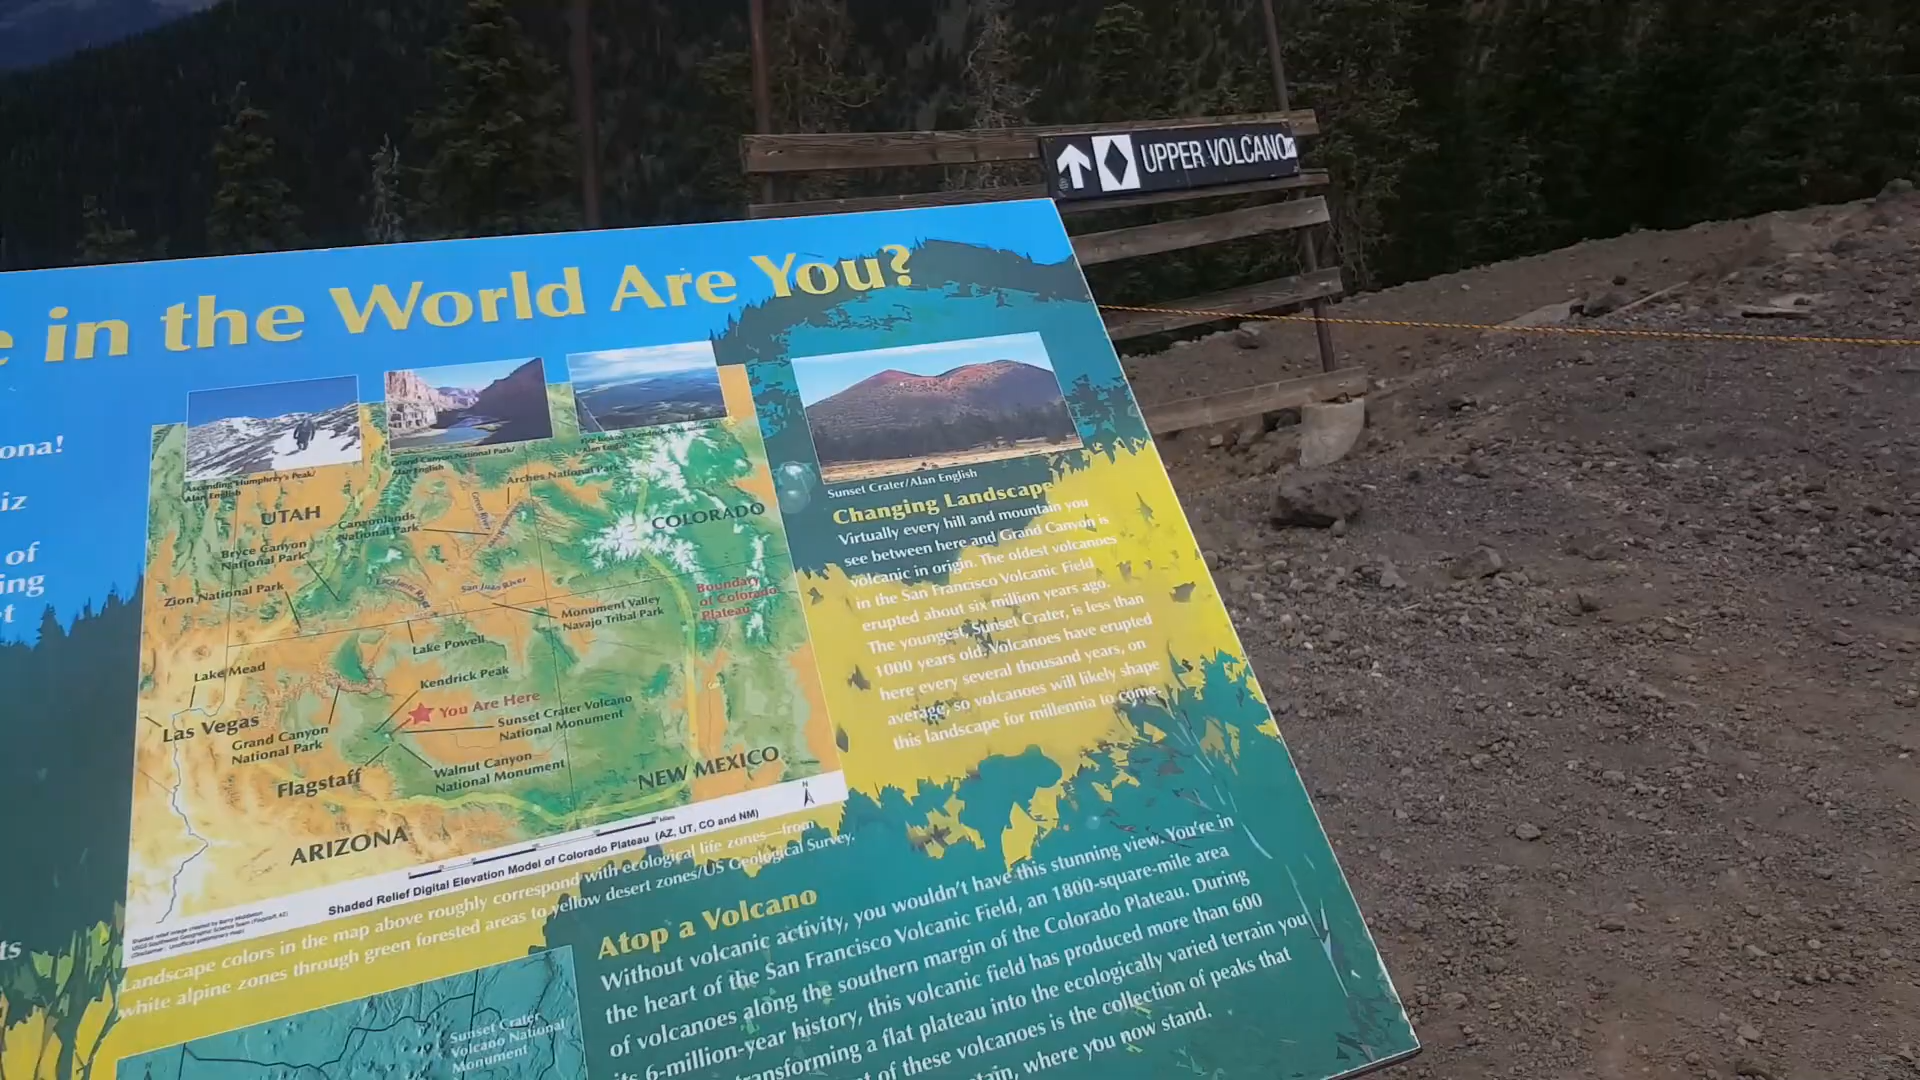 UPPER VOLCANO
in the World Are You?
ona!
iz
of
ing
ts
Ascending Humphrey's Peak/
Alan English
Grand Canyon National Park/
Alan English
Arches National Park
UTAH
COLORADO
Canyonlands
National Park
Bryce Canyon
National Park
Zion National Park
San Juan River
Boundary
of Colorado
Plateau
Monument Valley
Navajo Tribal Park
Lake Powell
Lake Mead
Kendrick Peak
You Are Here
Las Vegas
Sunset Crater Volcano
National Monument
Grand Canyon
National Park
Walnut Canyon
National Monument
Flagstaff
NEW MEXICO
ARIZONA
N
Shaded Relief Digital Elevation Model of Colorado Plateau (AZ, UT, CO and NM)
Landscape colors in the map above roughly correspond with ecological life zones—from
white alpine zones through green forested areas to yellow desert zones/US Geological Survey.
Sunset Crater/Alan English
Changing Landscape
Virtually every hill and mountain you
see between here and Grand Canyon is
volcanic in origin. The oldest volcanoes
in the San Francisco Volcanic Field
erupted about six million years ago.
The youngest, Sunset Crater, is less than
1000 years old. Volcanoes have erupted
here every several thousand years, on
average, so volcanoes will likely shape
this landscape for millennia to come.
Atop a Volcano
Without volcanic activity, you wouldn't have this stunning view. You're in
the heart of the San Francisco Volcanic Field, an 1800-square-mile area
of volcanoes along the southern margin of the Colorado Plateau. During
its 6-million-year history, this volcanic field has produced more than 600
transforming a flat plateau into the ecologically varied terrain you
of these volcanoes is the collection of peaks that
where you now stand.
Sunset Crater
Volcano National
Monument